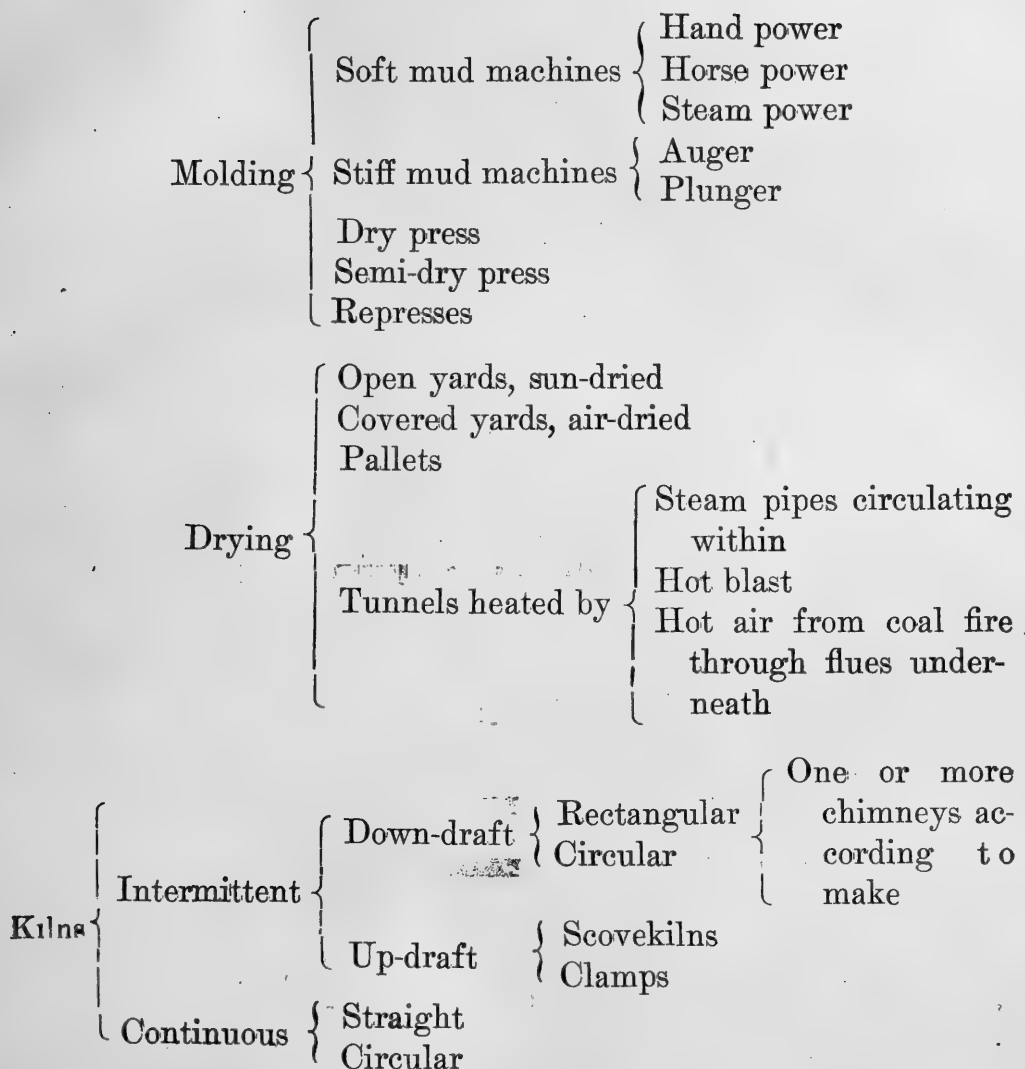 Hand power
Soft mud machines Horse power
Steam power
Auger
Molding Stiff mud machines
Plunger
Dry press
Semi-dry press
Represses
Open yards, sun-dried
Covered yards, air-dried
Pallets
Steam pipes circulating
within
Drying
Hot blast
Tunnels heated by
Hot air from coal fire
through flues under-
neath
One or more
Rectangular chimneys ac-
Down-draft
Circular cording to
Intermittent make
Kilns
Scovekilns
Up-draft
Clamps
Straight
Continuous
Circular